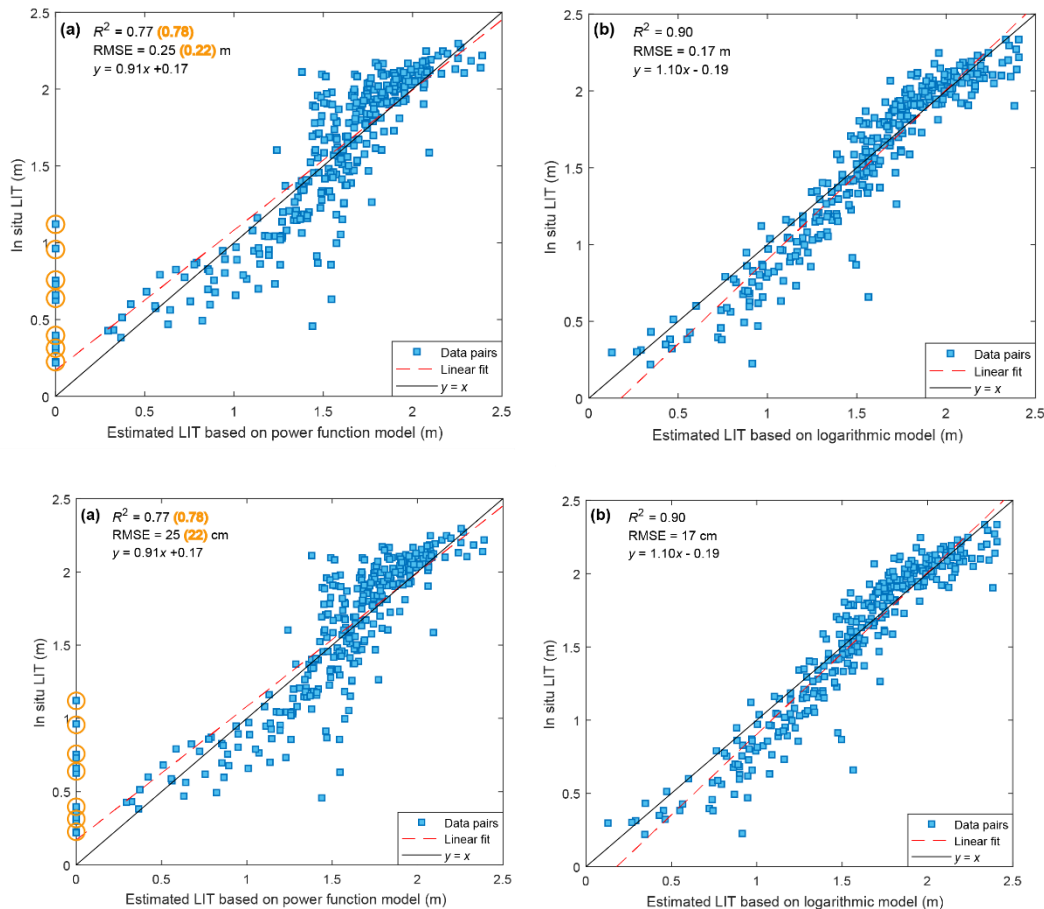 (a)
R² = 0.77 (0.78)
RMSE = 0.25 (0.22) m
y = 0.91x +0.17
2.5
2
1.5
1
0.5
0
In situ LIT (m)
Data pairs
Linear fit
y = x
0
0.5
1
1.5
2
2.5
Estimated LIT based on power function model (m)
(b)
R² = 0.90
RMSE = 0.17 m
y = 1.10x - 0.19
2.5
2
1.5
1
0.5
0
In situ LIT (m)
Data pairs
Linear fit
y = x
0
0.5
1
1.5
2
2.5
Estimated LIT based on logarithmic model (m)
(a)
R² = 0.77 (0.78)
RMSE = 25 (22) cm
y = 0.91x +0.17
2.5
2
1.5
1
0.5
0
In situ LIT (m)
Data pairs
Linear fit
y = x
0
0.5
1
1.5
2
2.5
Estimated LIT based on power function model (m)
(b)
R² = 0.90
RMSE = 17 cm
y = 1.10x - 0.19
2.5
2
1.5
1
0.5
0
In situ LIT (m)
Data pairs
Linear fit
y = x
0
0.5
1
1.5
2
2.5
Estimated LIT based on logarithmic model (m)